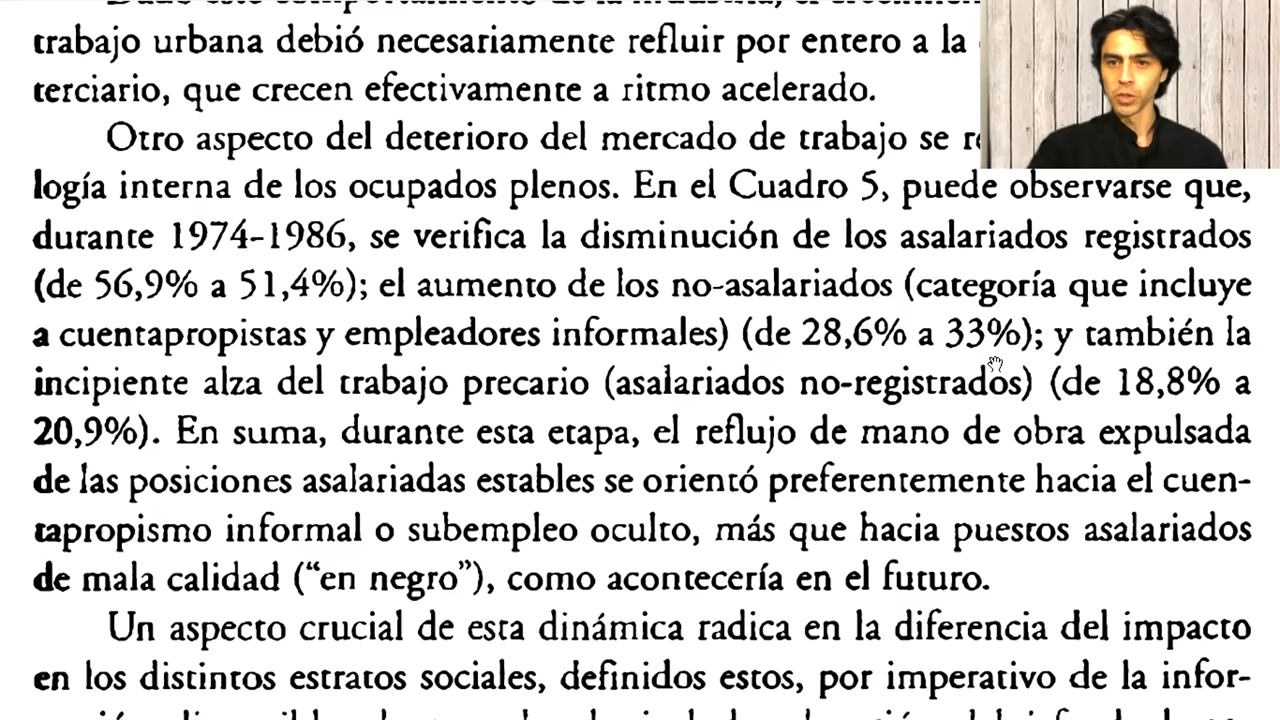 trabajo urbana debió necesariamente refluir por entero a la
terciario, que crecen efectivamente a ritmo acelerado.
Otro aspecto del deterioro del mercado de trabajo se
logía interna de los ocupados plenos. En el Cuadro 5, puede observarse que,
durante 1974-1986, se verifica la disminución de los asalariados registrados
(de 56,9% a 51,4%); el aumento de los no-asalariados (categoría que incluye
a cuentapropistas y empleadores informales) (de 28,6% a 33%); y también la
incipiente alza del trabajo precario (asalariados no-registrados) (de 18,8% a
20,9%). En suma, durante esta etapa, el reflujo de mano de obra expulsada
de las posiciones asalariadas estables se orientó preferentemente hacia el cuen-
tapropismo informal o subempleo oculto, más que hacia puestos asalariados
de mala calidad (“en negro”), como acontecería en el futuro.
Un aspecto crucial de esta dinámica radica en la diferencia del impacto
en los distintos estratos sociales, definidos estos, por imperativo de la infor-